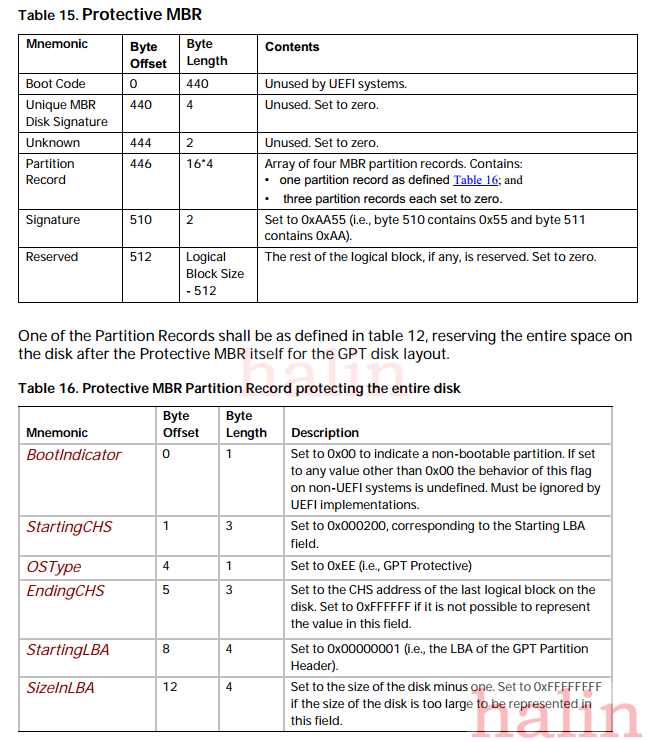 Table 15. Protective MBR
Mnemonic Byte Offset Byte Length Contents
Boot Code 0 440 Unused by UEFI systems.
Unique MBR Disk Signature 440 4 Unused. Set to zero.
Unknown 444 2 Unused. Set to zero.
Partition Record 446 16*4 Array of four MBR partition records. Contains:
• one partition record as defined Table 16; and
• three partition records each set to zero.
Signature 510 2 Set to 0xAA55 (i.e., byte 510 contains 0x55 and byte 511
contains 0xAA).
Reserved 512 Logical Block Size - 512 The rest of the logical block, if any, is reserved. Set to zero.
One of the Partition Records shall be as defined in table 12, reserving the entire space on
the disk after the Protective MBR itself for the GPT disk layout.
halin
Table 16. Protective MBR Partition Record protecting the entire disk
Mnemonic Byte Offset Byte Length Description
BootIndicator 0 1 Set to 0x00 to indicate a non-bootable partition. If set
to any value other than 0x00 the behavior of this flag
on non-UEFI systems is undefined. Must be ignored by
UEFI implementations.
StartingCHS 1 3 Set to 0x000200, corresponding to the Starting LBA
field.
OSType 4 1 Set to 0xEE (i.e., GPT Protective)
EndingCHS 5 3 Set to the CHS address of the last logical block on the
disk. Set to 0xFFFFFF if it is not possible to represent
the value in this field.
StartingLBA 8 4 Set to 0x00000001 (i.e., the LBA of the GPT Partition
Header).
SizeInLBA 12 4 Set to the size of the disk minus one. Set to 0xFFFFFFFF
if the size of the disk is too large to be represented in
this field.
halin